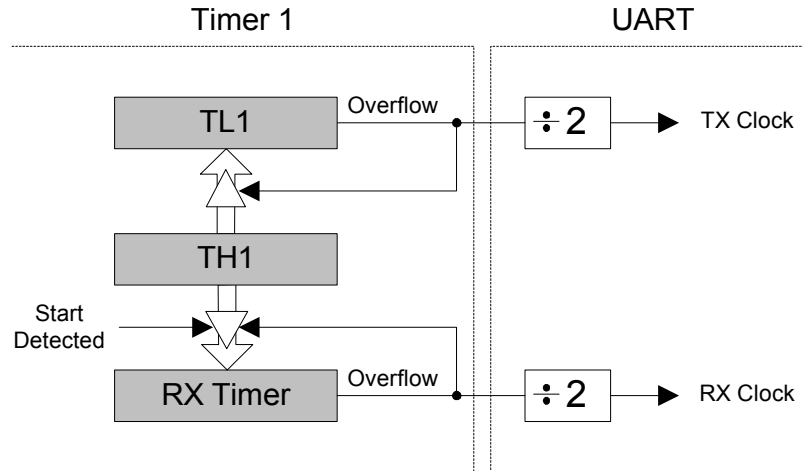 Timer 1
UART
TL1
Overflow
÷ 2
TX Clock
TH1
Start
Detected
RX Timer
Overflow
÷ 2
RX Clock